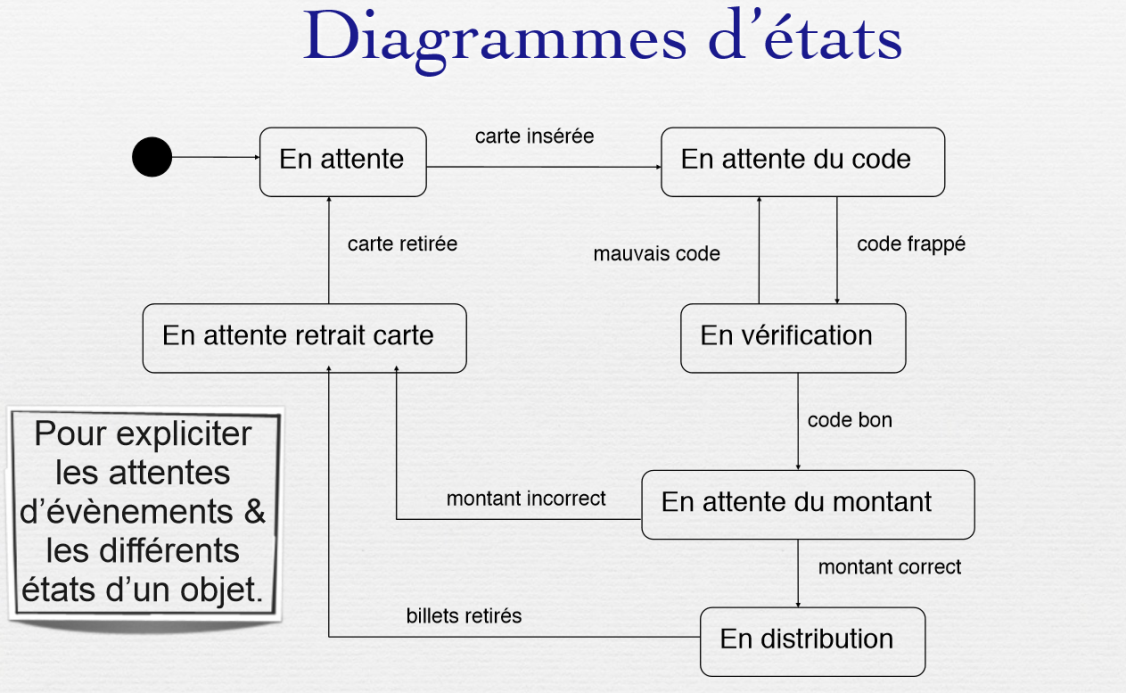 Diagrammes d'états
carte insérée
En attente
En attente du code
carte retirée
mauvais code
code frappé
En attente retrait carte
En vérification
code bon
Pour expliciter
les attentes
d'évènements &
les différents
états d'un objet.
montant incorrect
En attente du montant
montant correct
billets retirés
En distribution